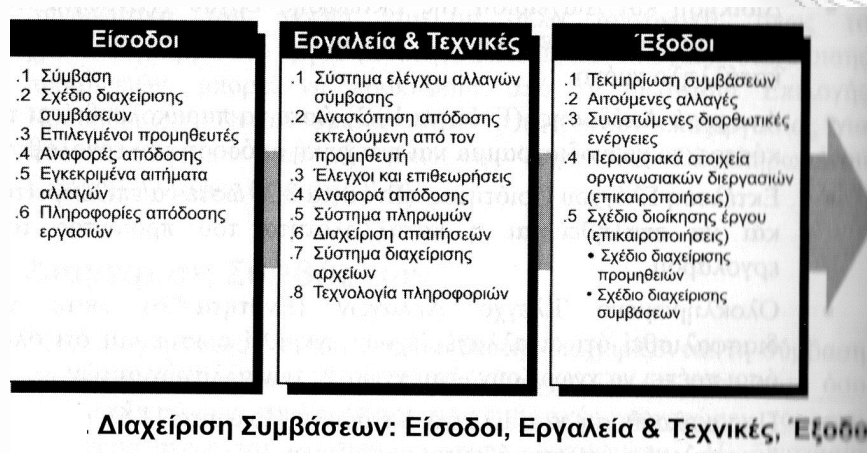 Είσοδοι
.1 Σύμβαση
.2 Σχέδιο διαχείρισης
συμβάσεων
.3 Επιλεγμένοι προμηθευτές
.4 Αναφορές απόδοσης
.5 Εγκεκριμένα αιτήματα
αλλαγών
.6 Πληροφορίες απόδοσης
εργασιών
Εργαλεία & Τεχνικές
.1 Σύστημα ελέγχου αλλαγών
σύμβασης
.2 Ανασκόπηση απόδοσης
εκτελούμενη από τον
προμηθευτή
.3 Έλεγχοι και επιθεωρήσεις
.4 Αναφορά απόδοσης
.5 Σύστημα πληρωμών
.6 Διαχείριση απαιτήσεων
.7 Σύστημα διαχείρισης
αρχείων
.8 Τεχνολογία πληροφοριών
Έξοδοι
.1 Τεκμηρίωση συμβάσεων
.2 Αιτούμενες αλλαγές
.3 Συνιστώμενες διορθωτικές
ενέργειες
.4 Περιουσιακά στοιχεία
οργανωσιακών διεργασιών
(επικαιροποιήσεις)
.5 Σχέδιο διοίκησης έργου
(επικαιροποιήσεις)
• Σχέδιο διαχείρισης
προμηθειών
• Σχέδιο διαχείρισης
συμβάσεων
Διαχείριση Συμβάσεων: Είσοδοι, Εργαλεία & Τεχνικές, Έξοδο